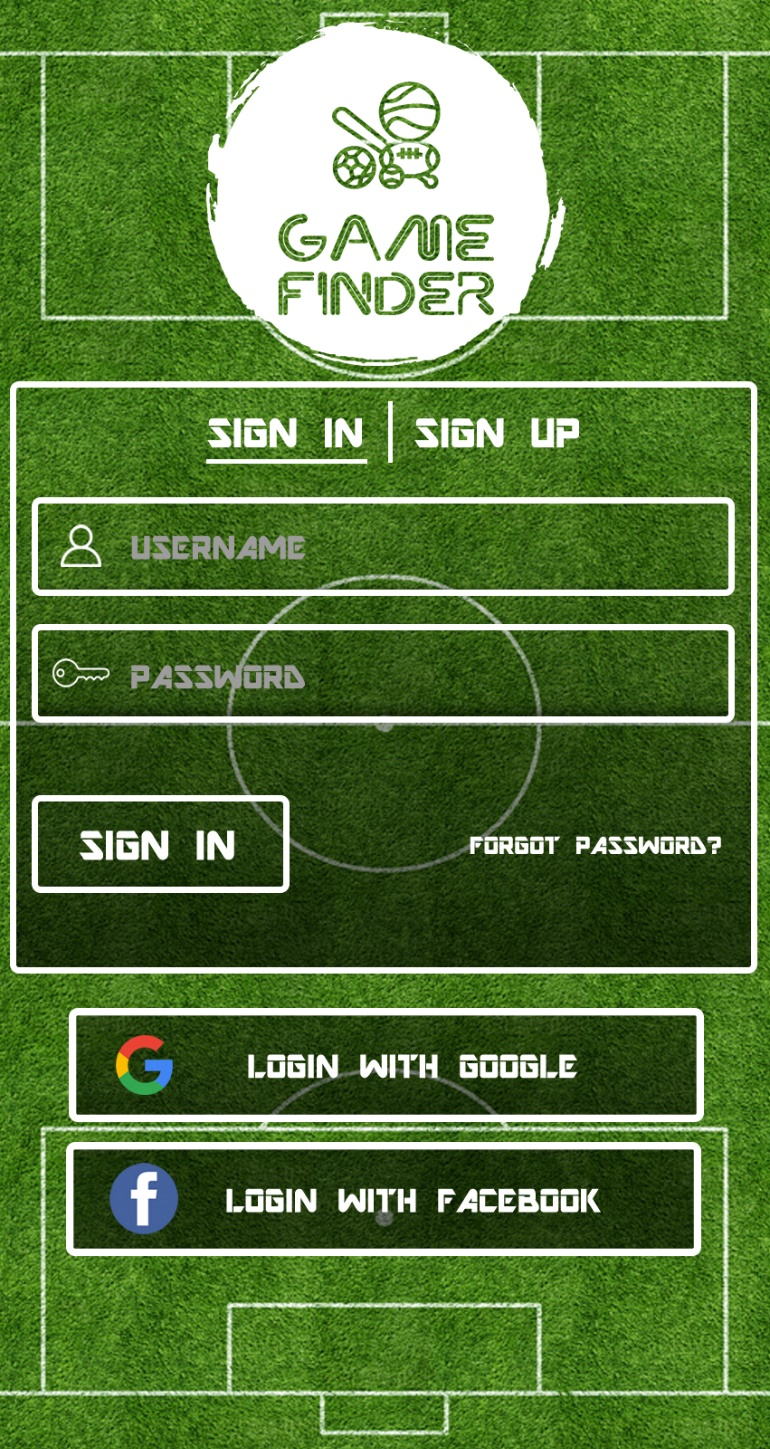 GAME
FINDER
SIGN IN | SIGN UP
USERNAME
PASSWORD
SIGN IN
FORGOT PASSWORD?
LOGIN WITH GOOGLE
f LOGIN WITH FACEBOOK